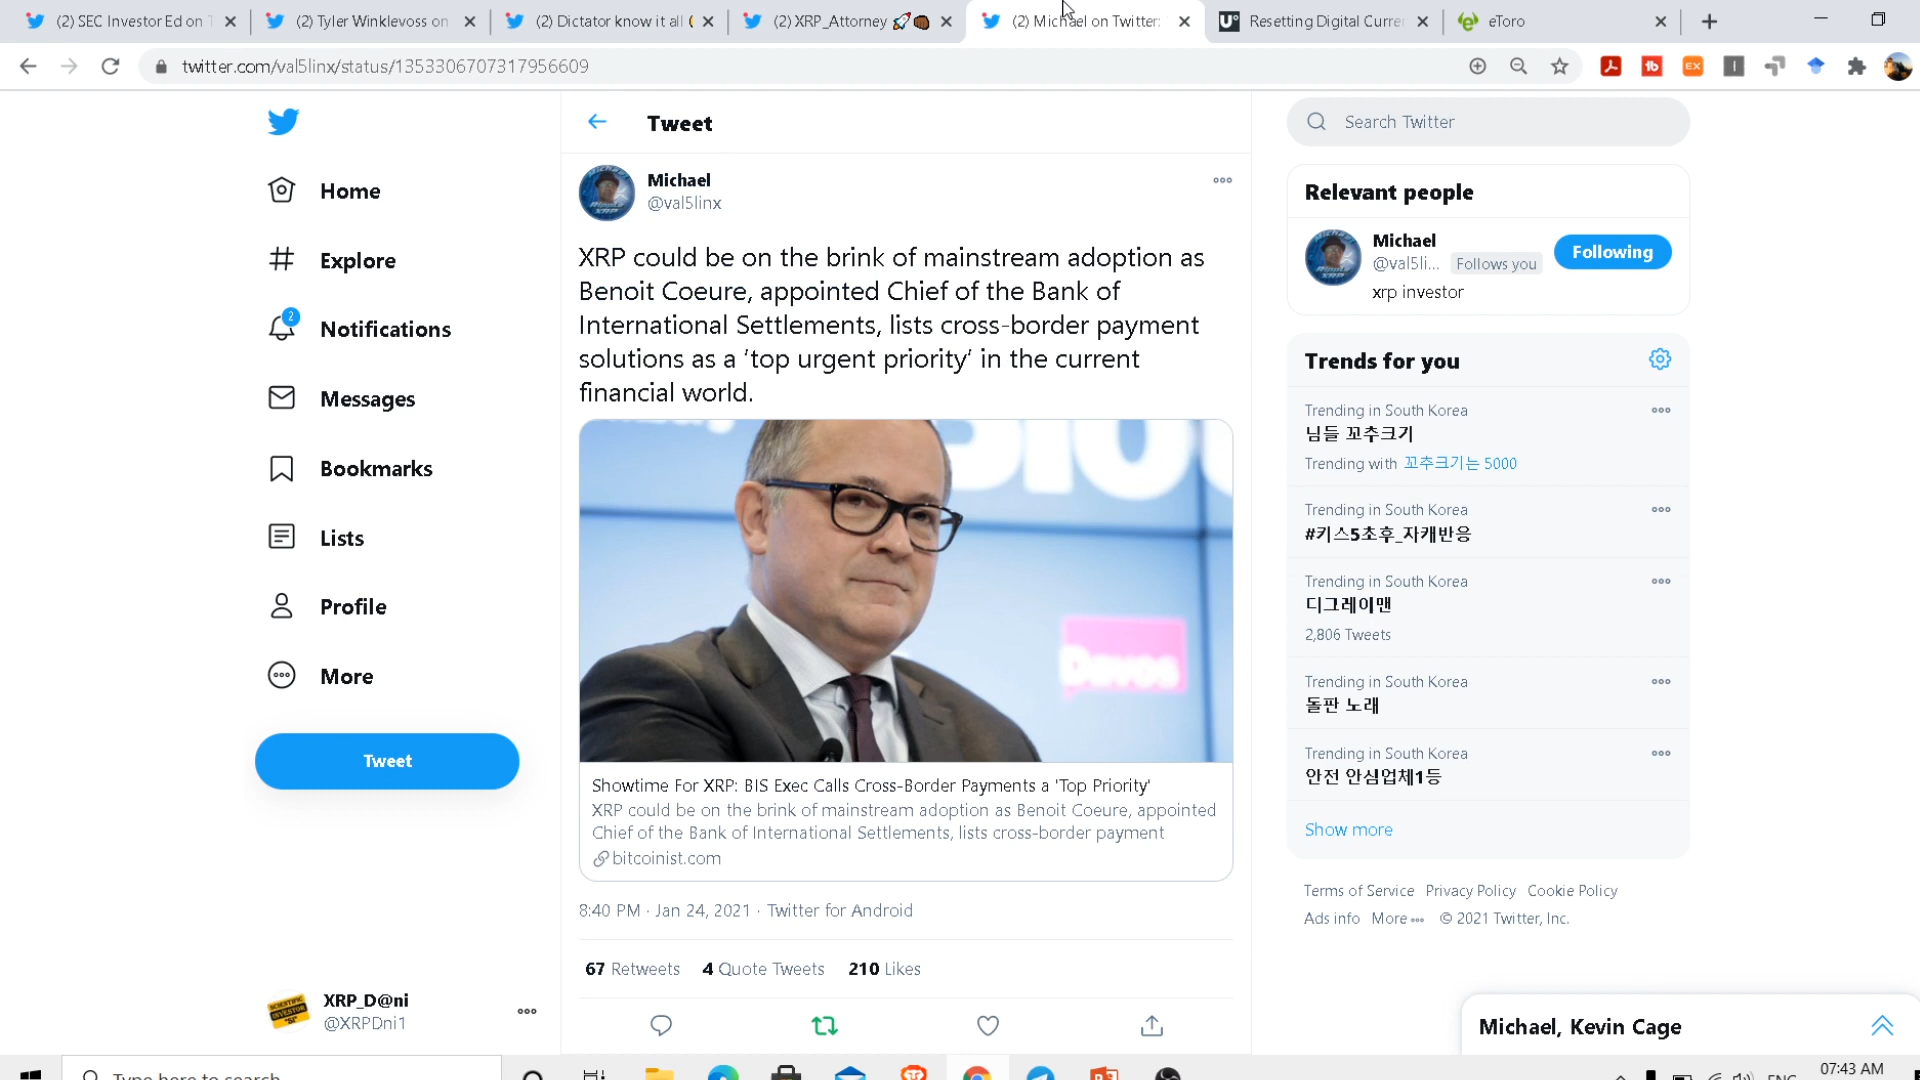 (2) SEC Investor Ed on
(2) Tyler Winklevoss on
(2) Dictator know it all
(2) XRP_Attorney 🚀
(2) Michael on Twitter:
Resetting Digital Curre
eToro
twitter.com/val5linx/status/1353306707317956609
Home
Explore
2
Notifications
Messages
Bookmarks
Lists
Profile
More
Tweet
XRP_D@ni
@XRPDni1
Tweet
Michael
@val5linx
XRP could be on the brink of mainstream adoption as
Benoit Coeure, appointed Chief of the Bank of
International Settlements, lists cross-border payment
solutions as a ‘top urgent priority’ in the current
financial world.
Davos
Showtime For XRP: BIS Exec Calls Cross-Border Payments a 'Top Priority'
XRP could be on the brink of mainstream adoption as Benoit Coeure, appointed
Chief of the Bank of International Settlements, lists cross-border payment
bitcoinist.com
8:40 PM · Jan 24, 2021 · Twitter for Android
67 Retweets 4 Quote Tweets 210 Likes
Search Twitter
Relevant people
Michael
@val5li... Follows you
Following
xrp investor
Trends for you
Trending in South Korea
님들 꼬추크기
Trending with 꼬추크기는 5000
Trending in South Korea
#키스5초후_자캐반응
Trending in South Korea
디그레이맨
2,806 Tweets
Trending in South Korea
돌판 노래
Trending in South Korea
안전 안심업체1등
Show more
Terms of Service Privacy Policy Cookie Policy
Ads info More ••• © 2021 Twitter, Inc.
Michael, Kevin Cage
Type here to search
ENG
07:43 AM